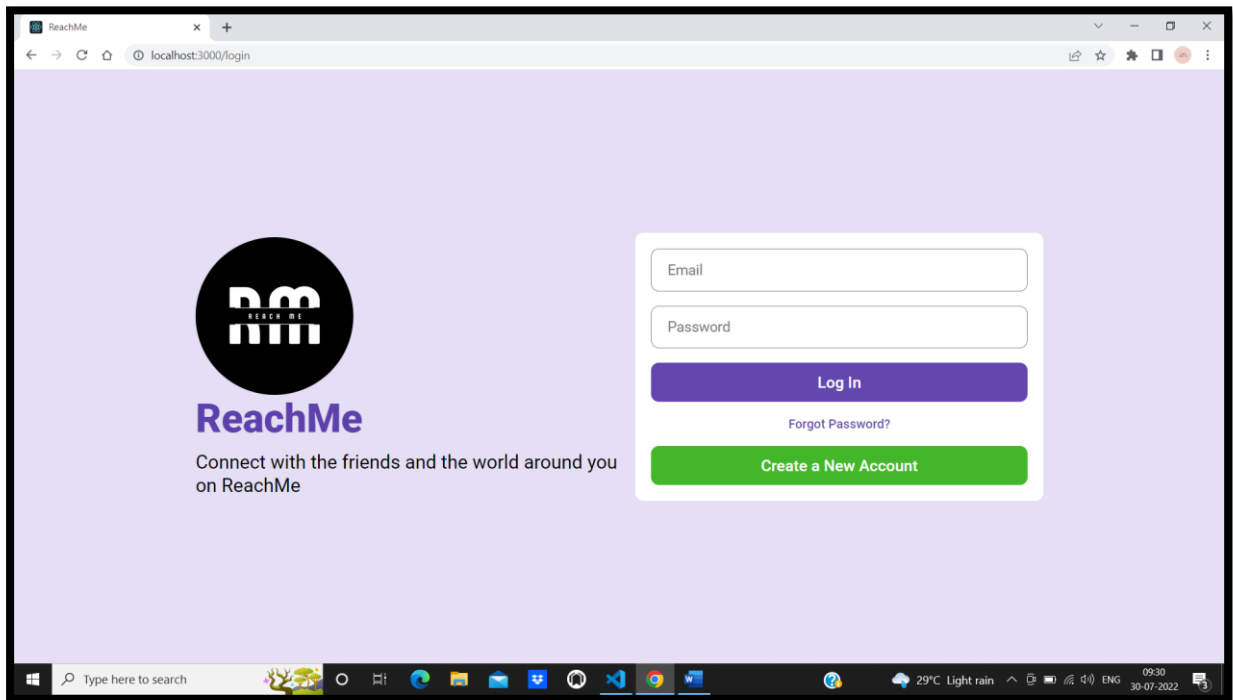 ReachMe
localhost:3000/login
REACH ME
ReachMe
Connect with the friends and the world around you
on ReachMe
Email
Password
Log In
Forgot Password?
Create a New Account
Type here to search
29°C Light rain
ENG
09:30
30-07-2022
3